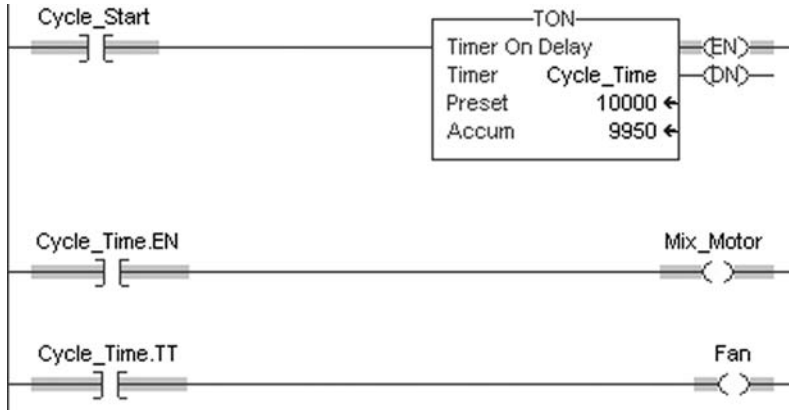 Cycle_Start
TON
Timer On Delay
EN
Timer Cycle_Time
DN
Preset 10000
Accum 9950
Cycle_Time.EN
Mix_Motor
Cycle_Time.TT
Fan